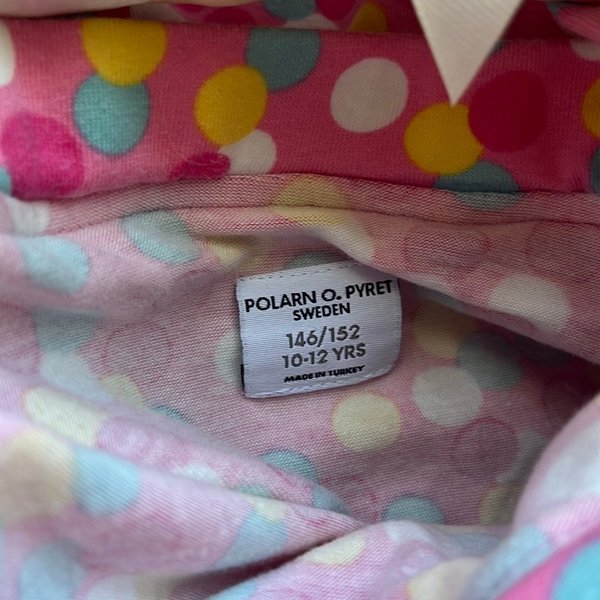 POLARN O. PYRET
SWEDEN
146/152
10-12 YRS
MADE IN TURKEY